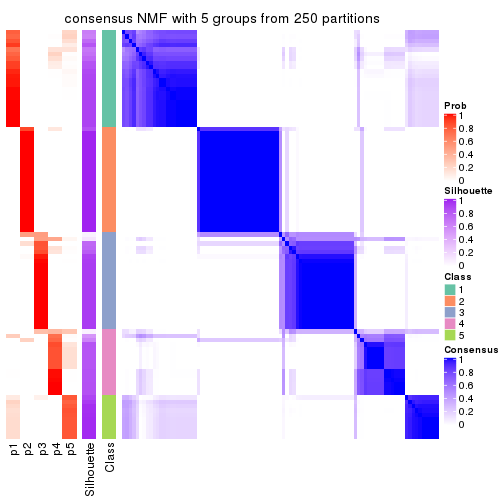 consensus NMF with 5 groups from 250 partitions
Prob
1
0.8
0.6
0.4
0.2
0
Silhouette
1
0.8
0.6
0.4
0.2
0
Class
1
2
3
4
5
Consensus
1
0.8
0.6
0.4
0.2
0
p1
p2
p3
p4
p5
Silhouette
Class